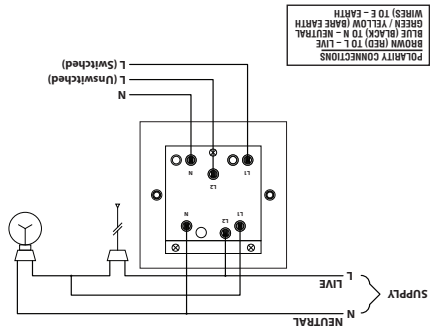 SUPPLY
N
NEUTRAL
L
LIVE
L1
L2
N
L1
L2
N
N
L (Unswitched)
L (Switched)
POLARITY CONNECTIONS
BROWN (RED) TO L – LIVE
BLUE (BLACK) TO N – NEUTRAL
GREEN / YELLOW (BARE EARTH
WIRES) TO E – EARTH